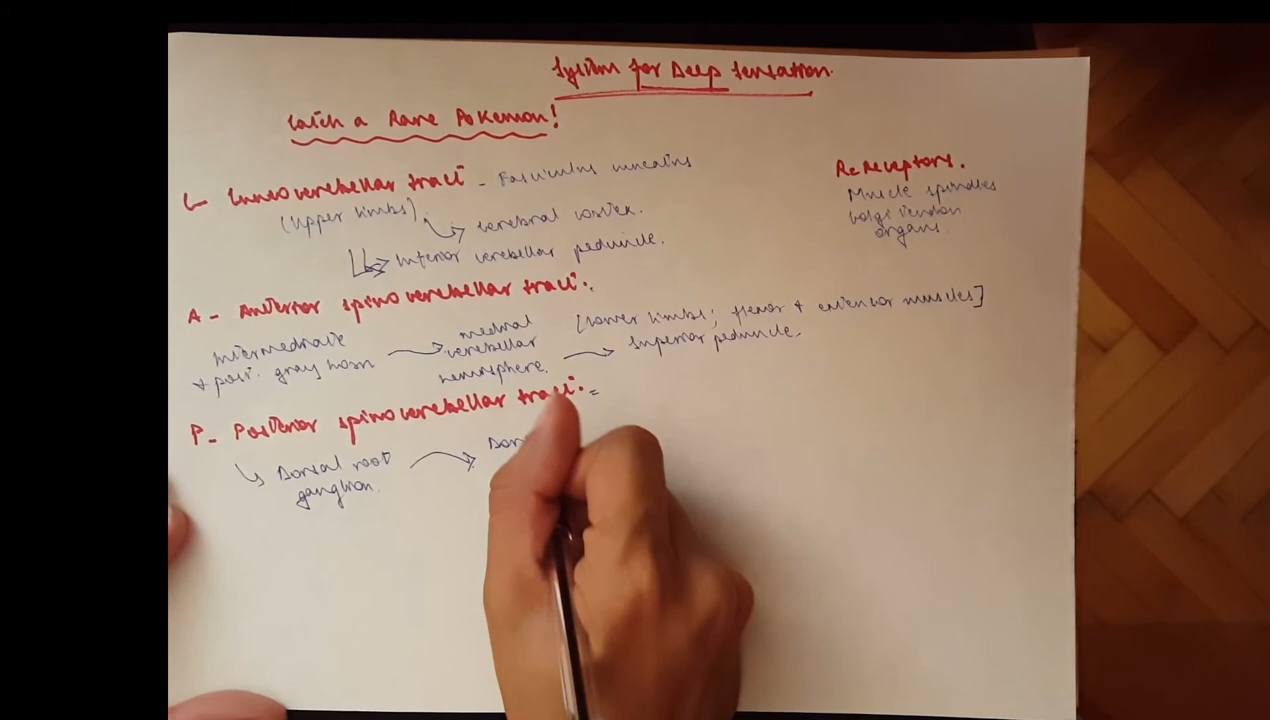 System for Deep Sensation.
Catch a Rare Pokemon!
C- Cuneocerebellar tract - Fasciculus cuneatus
(Upper limbs)
cerebral cortex.
Inferior cerebellar peduncle.
Receptors.
Muscle spindles
Golgi tendon
organs.
A- Anterior spinocerebellar tract:
[Lower limbs; flexor + extensor muscles]
Intermediate
+ post. gray horn
medial
cerebellar
hemisphere.
Superior peduncle.
P- Posterior spinocerebellar tract:-
Dorsal root
ganglion.
Dor